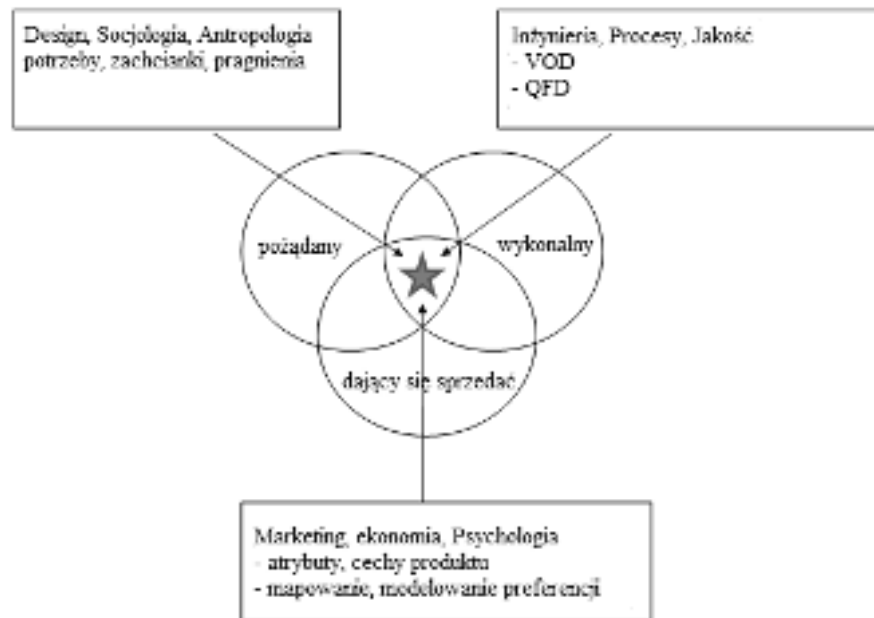 Design, Socjologia, Antropologia
potrzeby, zachcianki, pragnienia
Inżynieria, Procesy, Jakość
- VOD
- QFD
pożądany
wykonalny
dający się sprzedać
Marketing, ekonomia, Psychologia
- atrybuty, cechy produktu
- mapowanie, modelowanie preferencji